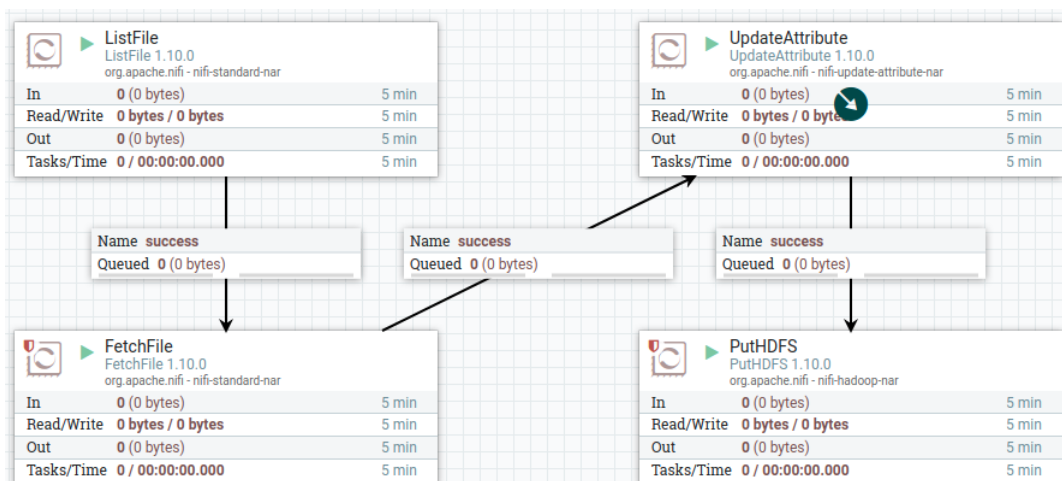 ListFile
ListFile 1.10.0
org.apache.nifi - nifi-standard-nar
In 0 (0 bytes) 5 min
Read/Write 0 bytes / 0 bytes 5 min
Out 0 (0 bytes) 5 min
Tasks/Time 0 / 00:00:00.000 5 min
UpdateAttribute
UpdateAttribute 1.10.0
org.apache.nifi - nifi-update-attribute-nar
In 0 (0 bytes) 5 min
Read/Write 0 bytes / 0 bytes 5 min
Out 0 (0 bytes) 5 min
Tasks/Time 0 / 00:00:00.000 5 min
Name success
Queued 0 (0 bytes)
Name success
Queued 0 (0 bytes)
Name success
Queued 0 (0 bytes)
FetchFile
FetchFile 1.10.0
org.apache.nifi - nifi-standard-nar
In 0 (0 bytes) 5 min
Read/Write 0 bytes / 0 bytes 5 min
Out 0 (0 bytes) 5 min
Tasks/Time 0 / 00:00:00.000 5 min
PutHDFS
PutHDFS 1.10.0
org.apache.nifi - nifi-hadoop-nar
In 0 (0 bytes) 5 min
Read/Write 0 bytes / 0 bytes 5 min
Out 0 (0 bytes) 5 min
Tasks/Time 0 / 00:00:00.000 5 min